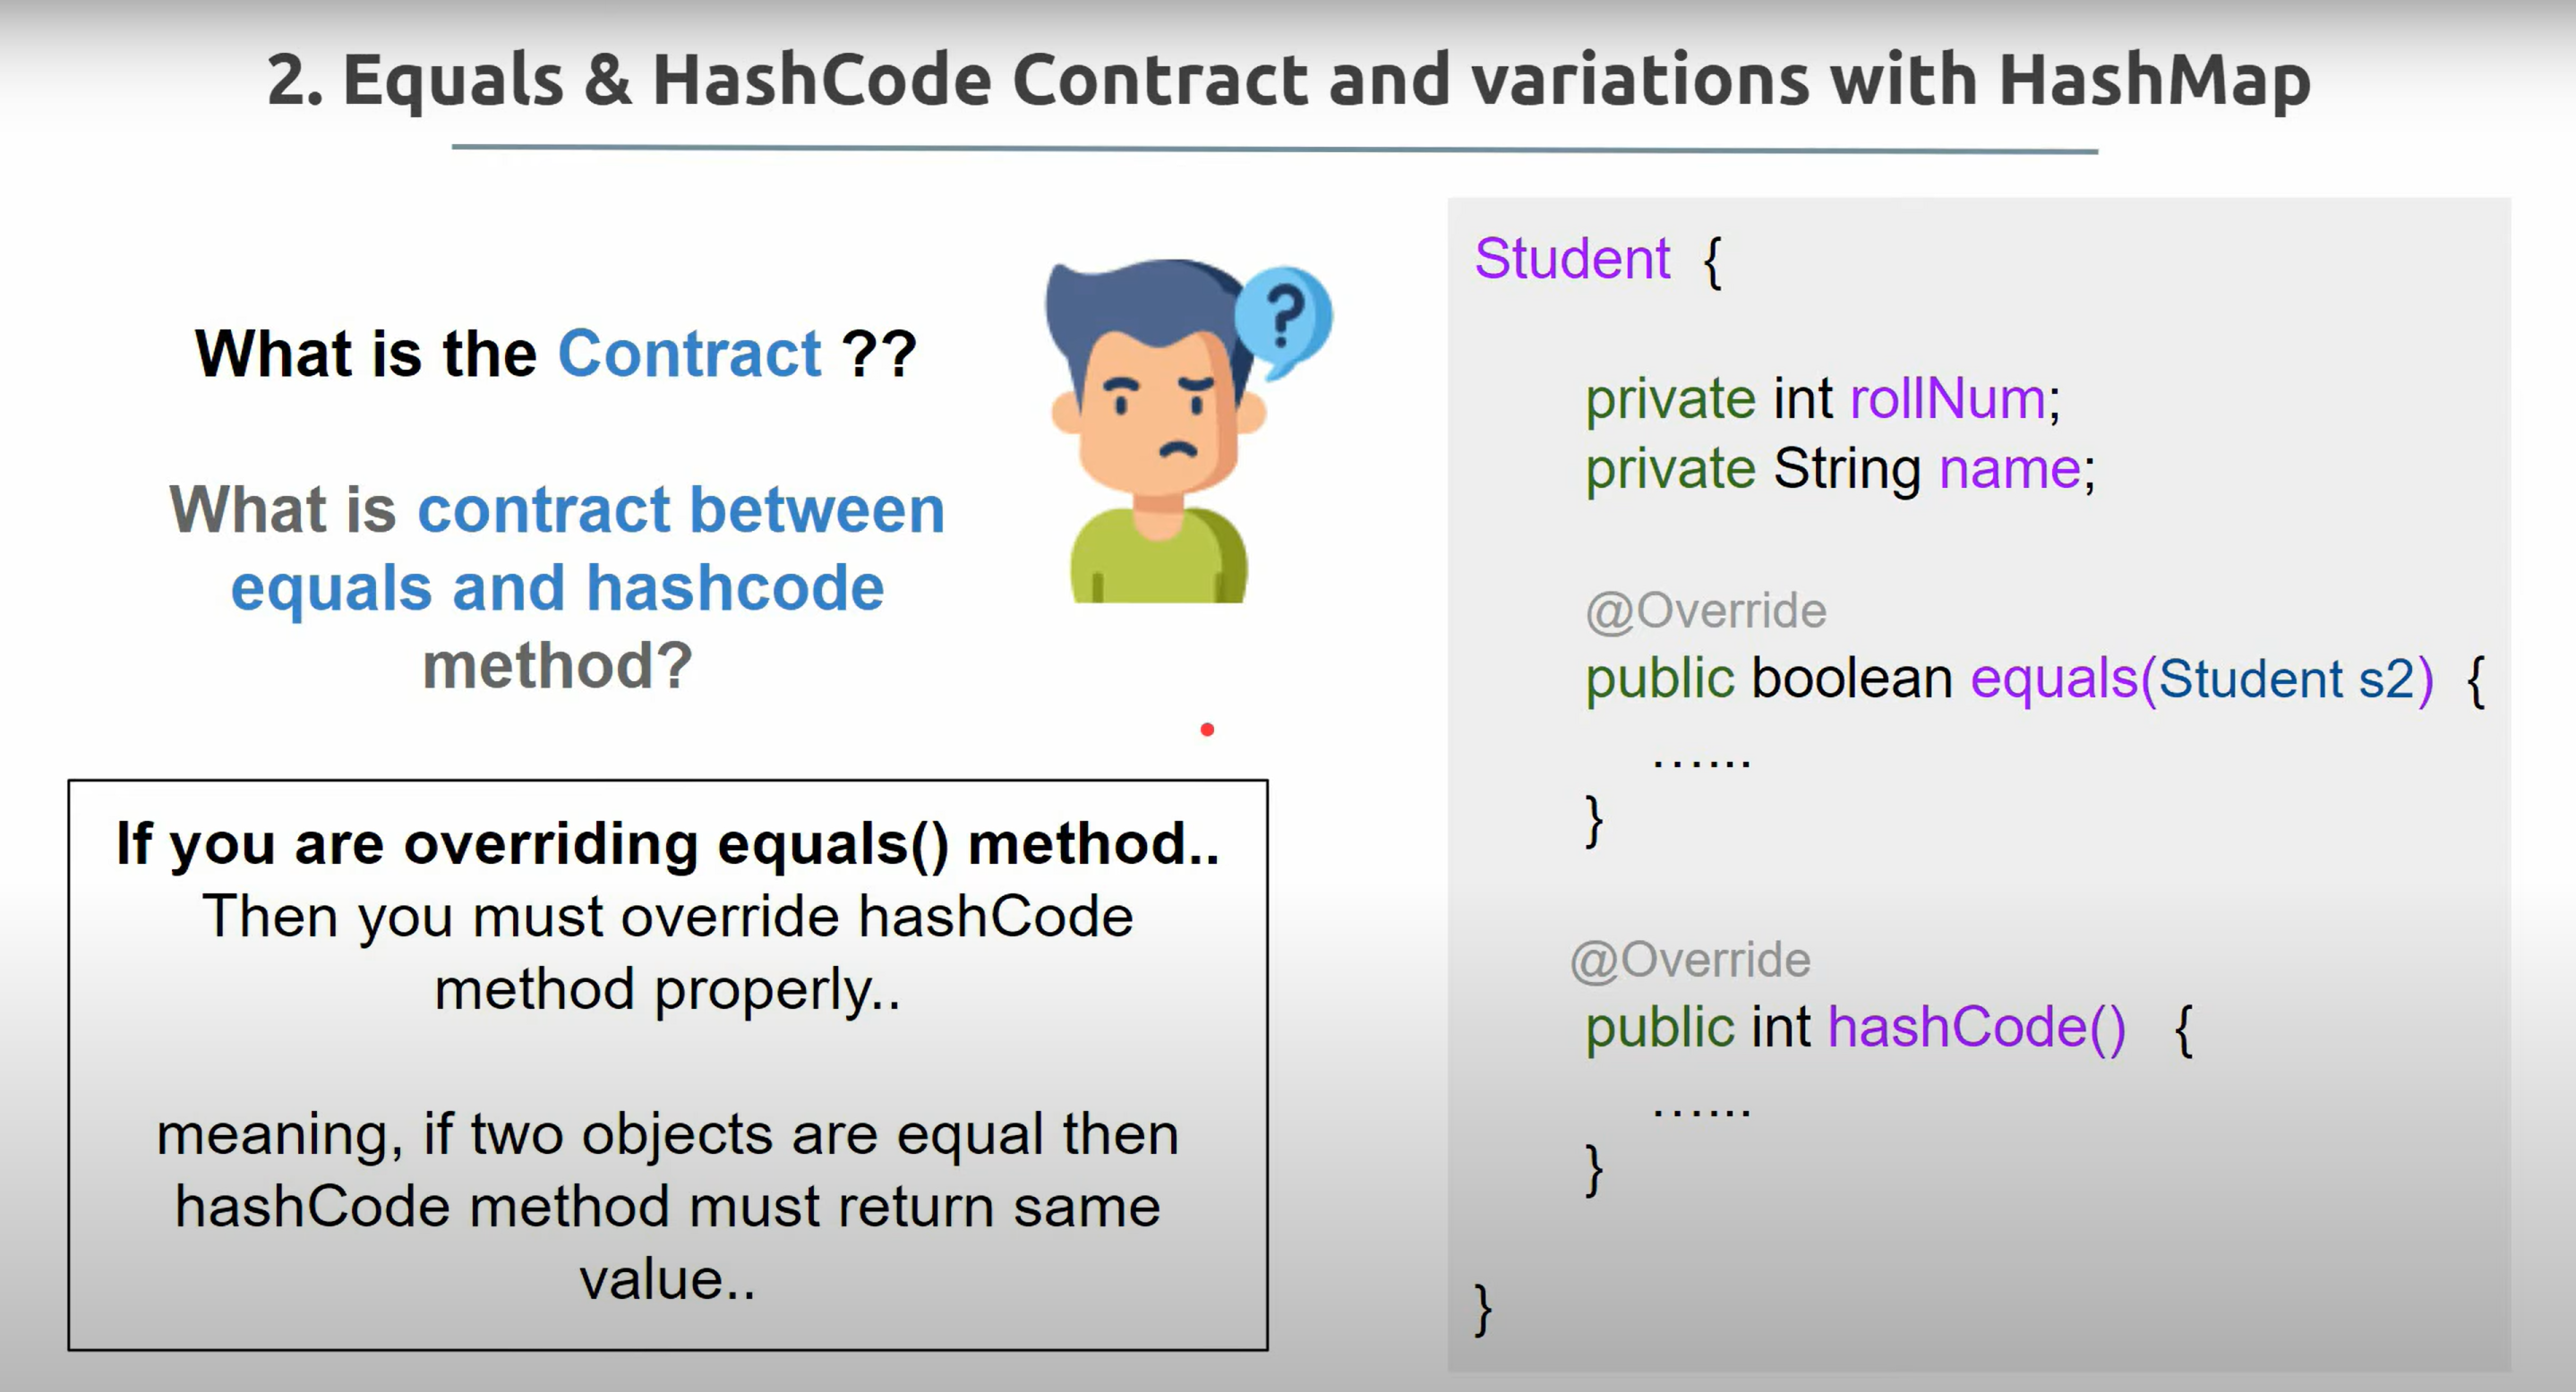 2. Equals & HashCode Contract and variations with HashMap
What is the Contract ??
?
What is contract between
equals and hashcode
method?
If you are overriding equals() method..
Then you must override hashCode
method properly..
meaning, if two objects are equal then
hashCode method must return same
value..
Student {
private int rollNum;
private String name;
@Override
public boolean equals(Student s2) {
…...
}
@Override
public int hashCode() {
…...
}
}